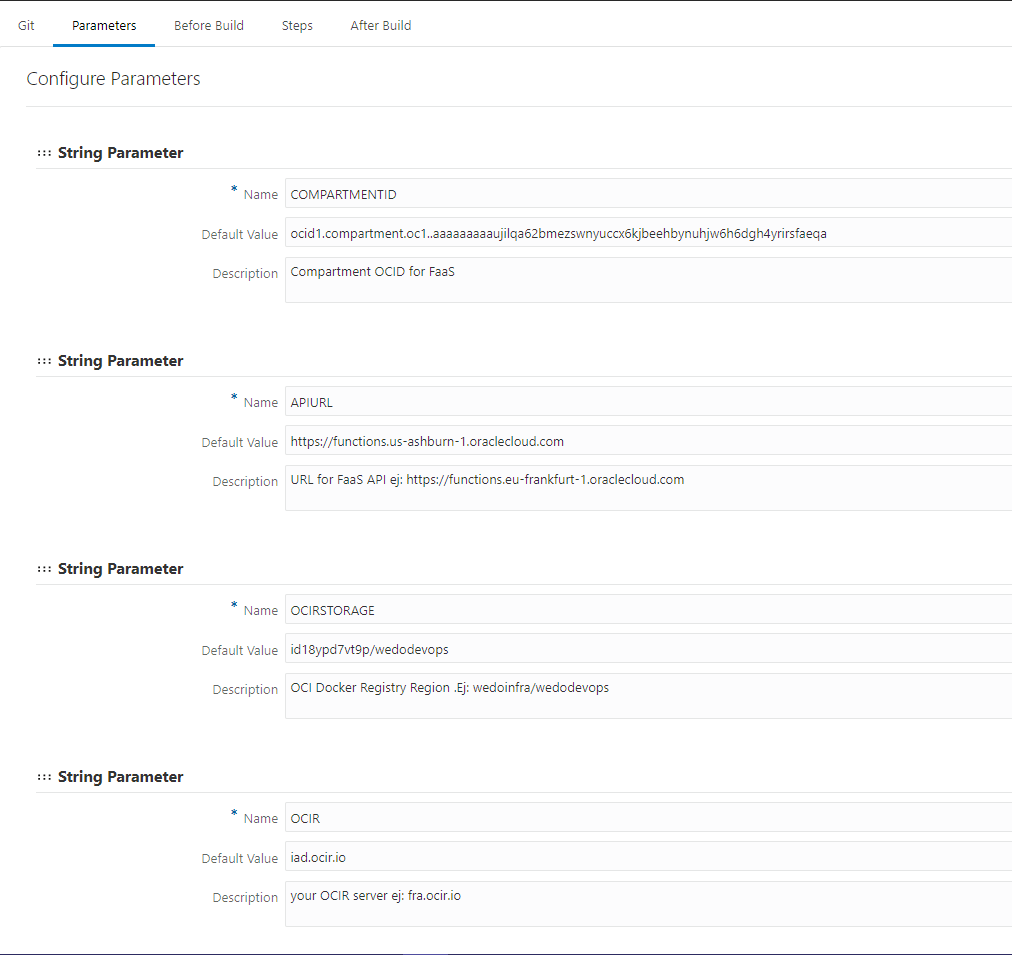 Git Parameters Before Build Steps After Build
Configure Parameters
String Parameter
* Name COMPARTMENTID
Default Value ocid1.compartment.oc1..aaaaaaaaaujilqa62bmezswnyuccx6kjbeehbynuhjw6h6dgh4yrirsfaeqa
Description Compartment OCID for FaaS
String Parameter
* Name APIURL
Default Value https://functions.us-ashburn-1.oraclecloud.com
Description URL for FaaS API ej: https://functions.eu-frankfurt-1.oraclecloud.com
String Parameter
* Name OCIRSTORAGE
Default Value id18ypd7vt9p/wedodevops
Description OCI Docker Registry Region .Ej: wedoinfra/wedodevops
String Parameter
* Name OCIR
Default Value iad.ocir.io
Description your OCIR server ej: fra.ocir.io